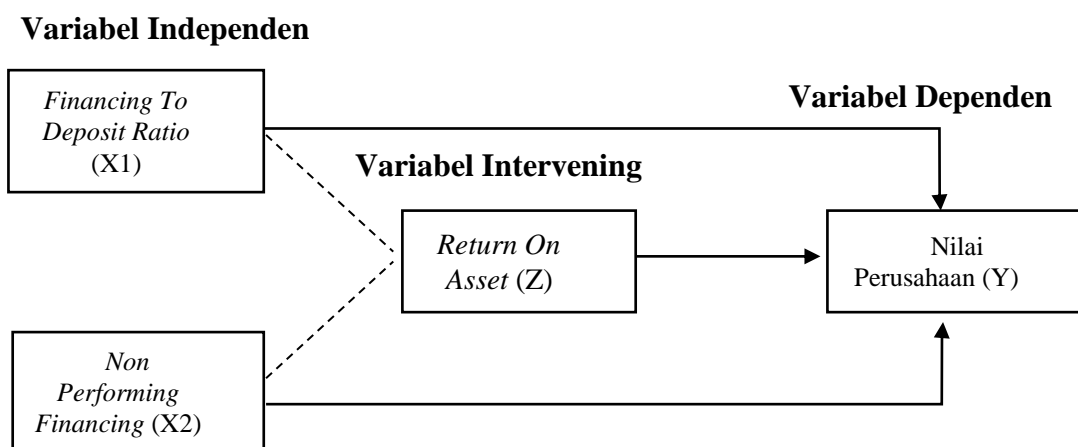 Variabel Independen
Financing To
Deposit Ratio
(X1)
Variabel Dependen
Variabel Intervening
Return On
Asset (Z)
Nilai
Perusahaan (Y)
Non
Performing
Financing (X2)